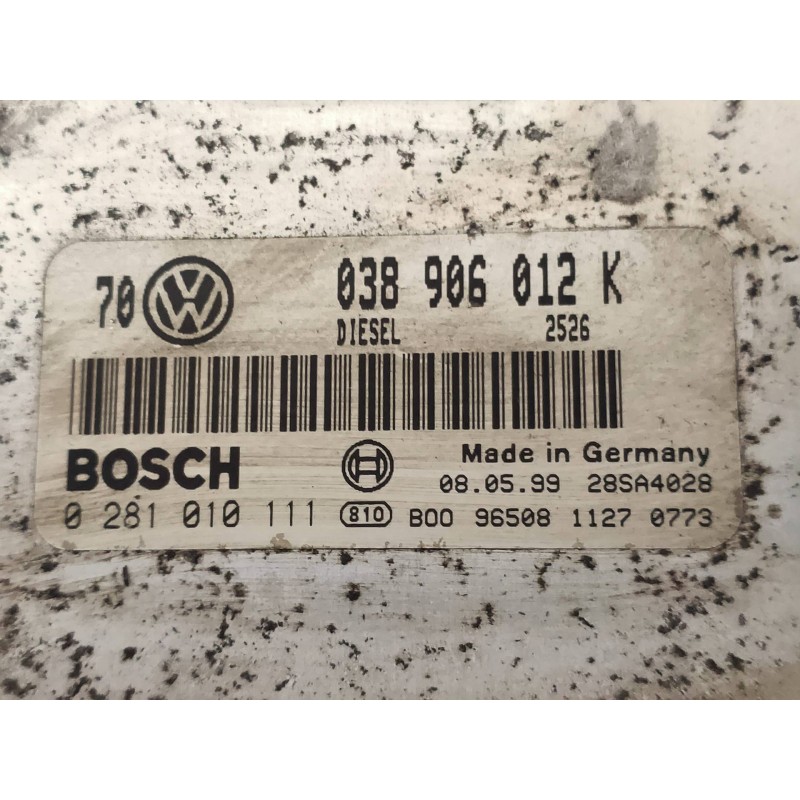 70 VW 038 906 012 K
DIESEL 2526
BOSCH Made in Germany
08.05.99 28SA4028
0 281 010 111 810 B00 96508 1127 0773